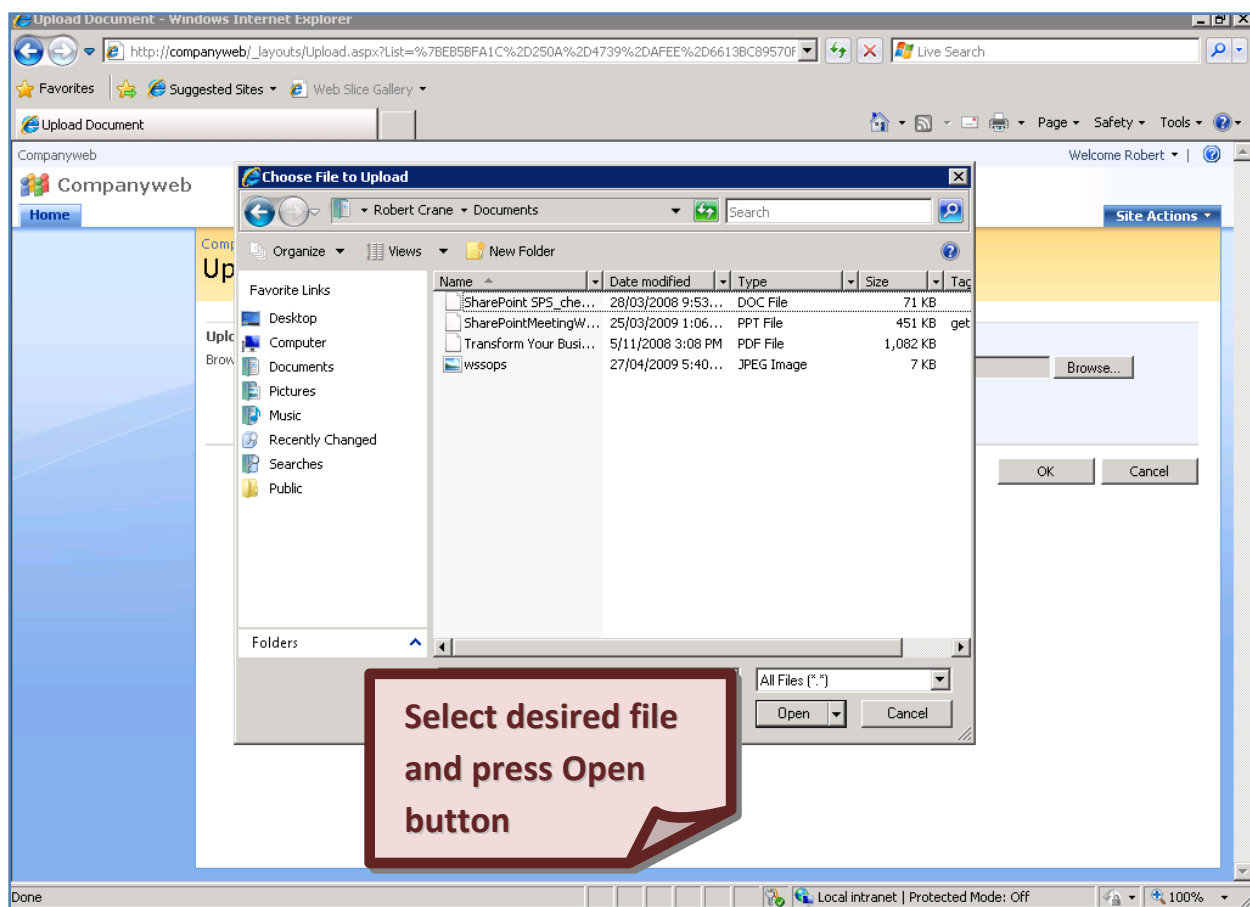 Upload Document - Windows Internet Explorer
http://companyweb/_layouts/Upload.aspx?List=%7BEB5BFA1C%2D250A%2D4739%2DAFEE%2D6613BC89570F
Live Search
Favorites Suggested Sites Web Slice Gallery
Upload Document Page Safety Tools
Companyweb Welcome Robert
Companyweb
Home Site Actions
Choose File to Upload
Robert Crane Documents Search
Organize Views New Folder
Favorite Links
Desktop
Computer
Documents
Pictures
Music
Recently Changed
Searches
Public
Folders
Name Date modified Type Size Tag
SharePoint SPS_che... 28/03/2008 9:53... DOC File 71 KB
SharePointMeetingW... 25/03/2009 1:06... PPT File 451 KB get
Transform Your Busi... 5/11/2008 3:08 PM PDF File 1,082 KB
wssops 27/04/2009 5:40... JPEG Image 7 KB
Comp
Up
Uplo
Brow
Browse...
OK Cancel
All Files (*.*)
Open Cancel
Select desired file
and press Open
button
Done Local intranet | Protected Mode: Off 100%